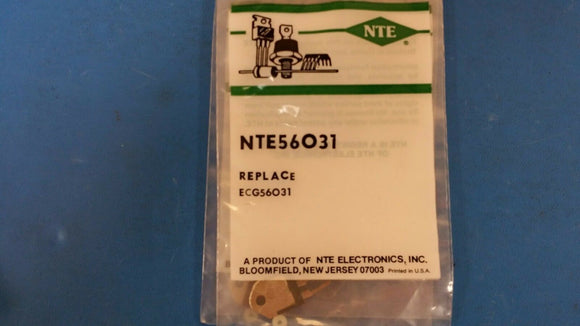 NTE
NTE56031
REPLACE
ECG56031
A PRODUCT OF NTE ELECTRONICS, INC.
BLOOMFIELD, NEW JERSEY 07003 Printed in U.S.A.